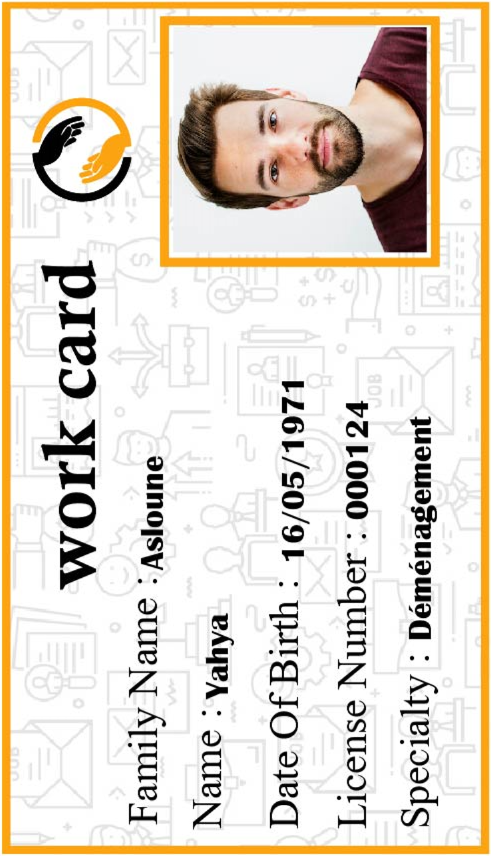 work card
Family Name : Asloune
Name : Yahya
Date Of Birth : 16/05/1971
License Number : 000124
Specialty : Déménagement